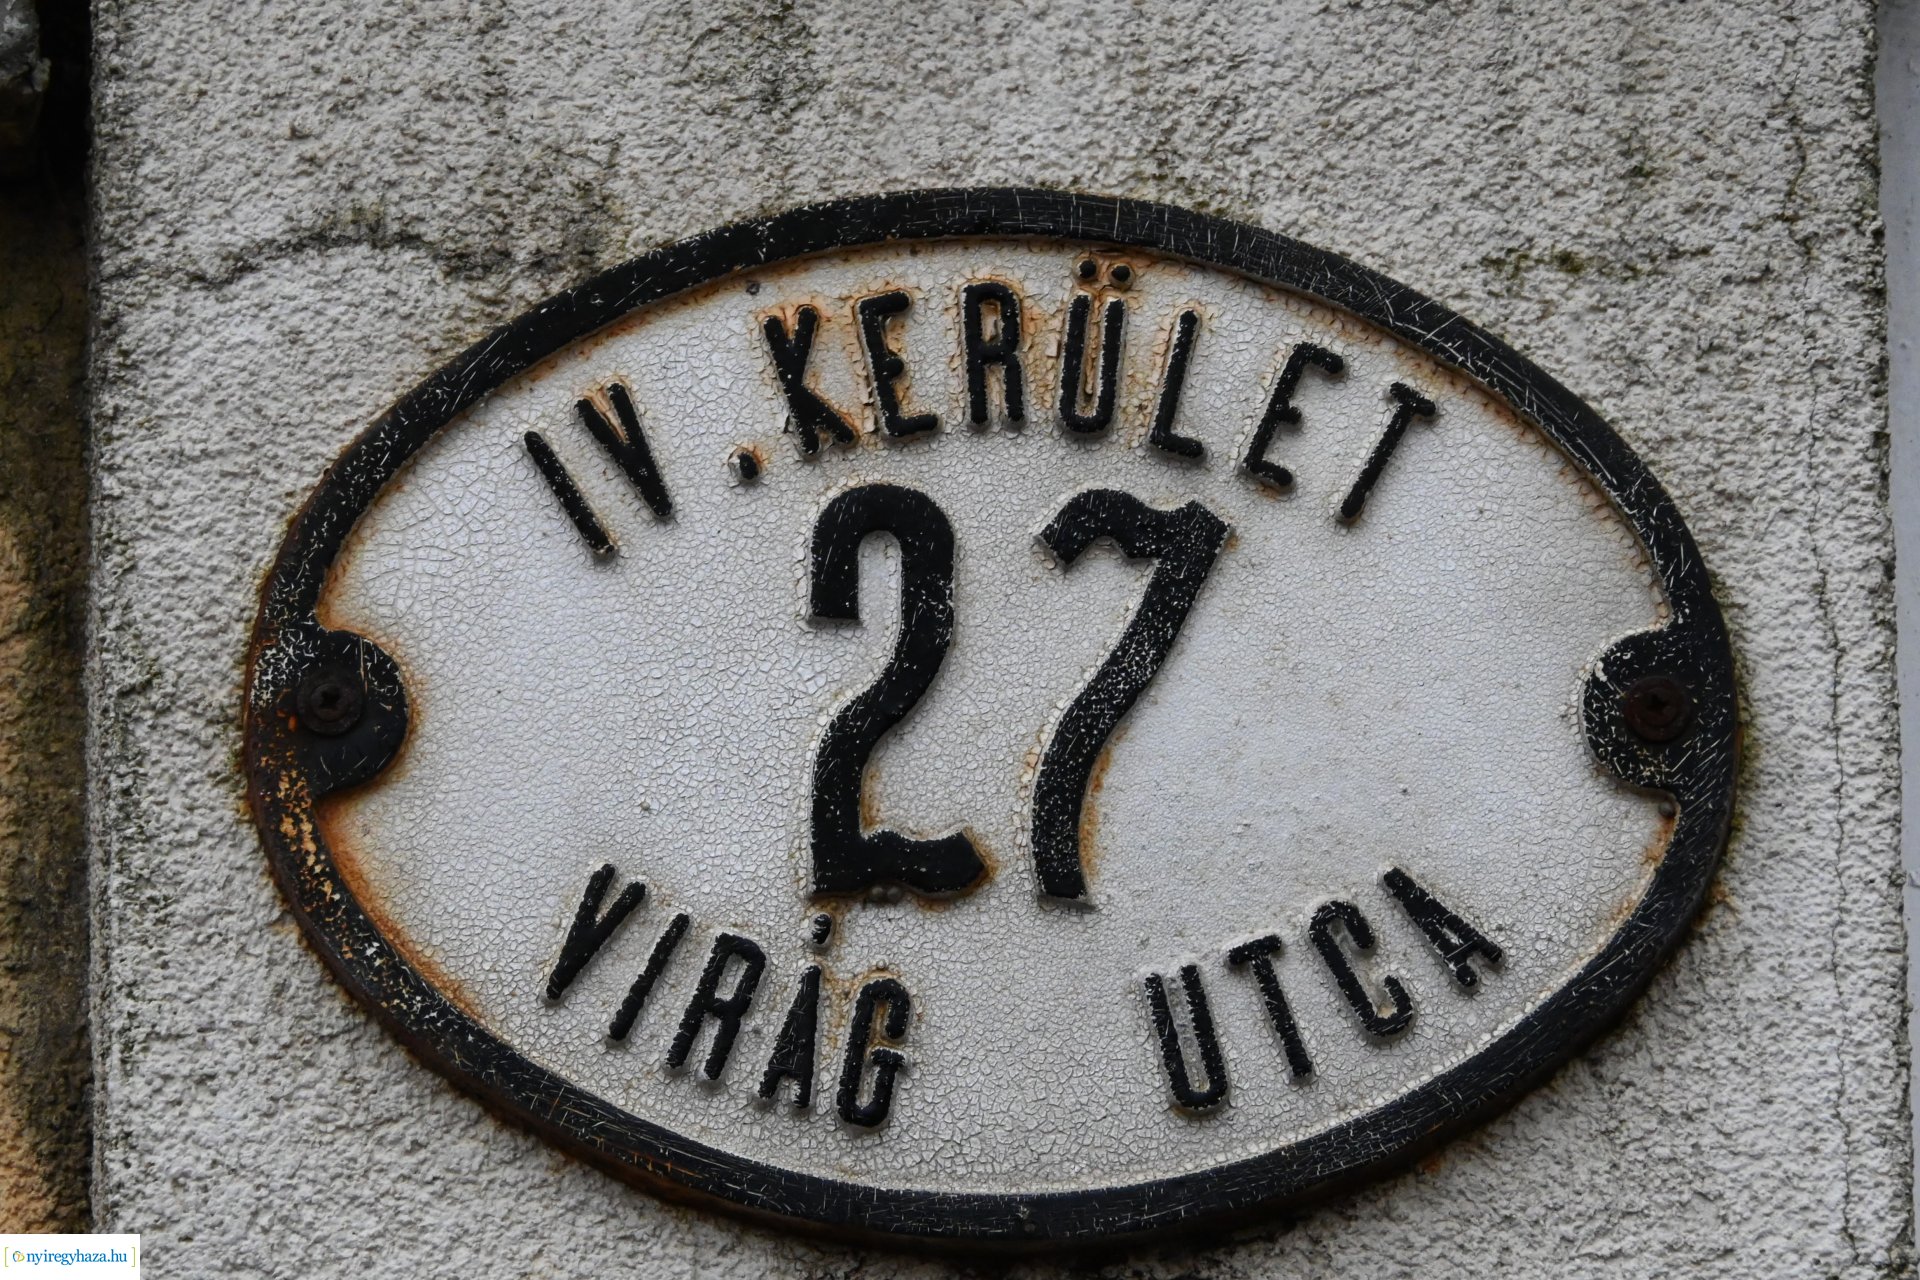 IV. KERÜLET
27
VIRÁG UTCA
nyiregyhaza.hu